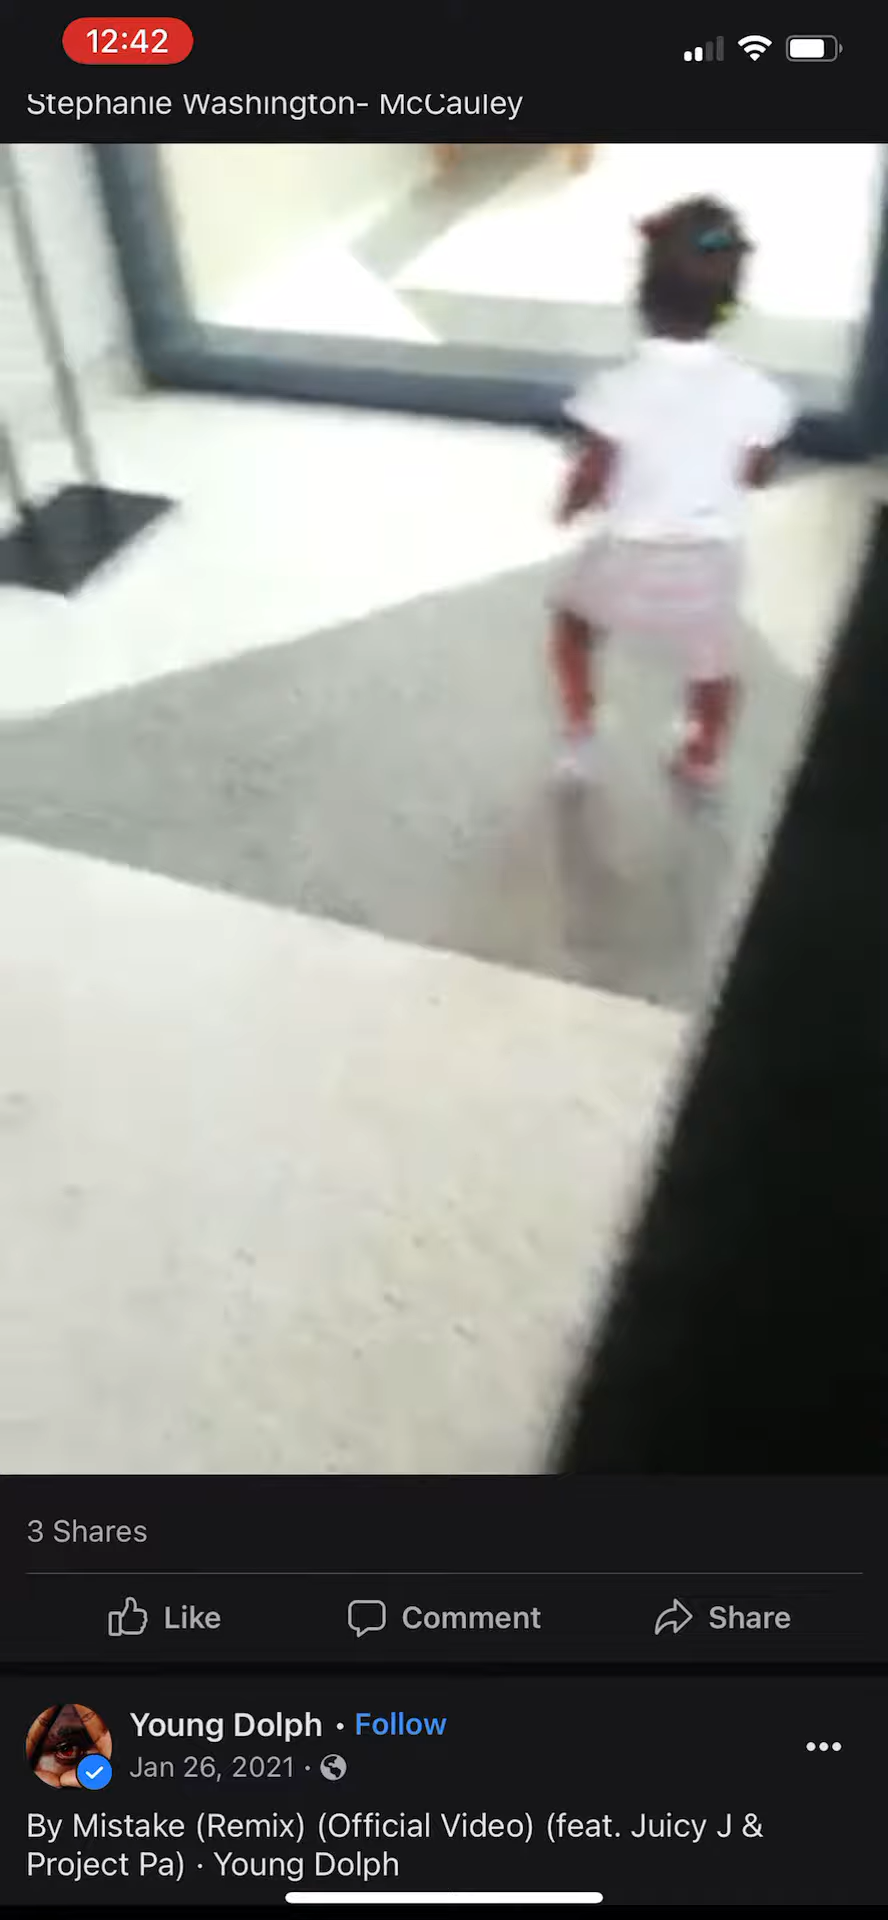 12:42
Stephanie Washington- McCauley
3 Shares
Like
Comment
Share
Young Dolph · Follow
Jan 26, 2021 ·
By Mistake (Remix) (Official Video) (feat. Juicy J &
Project Pa) · Young Dolph